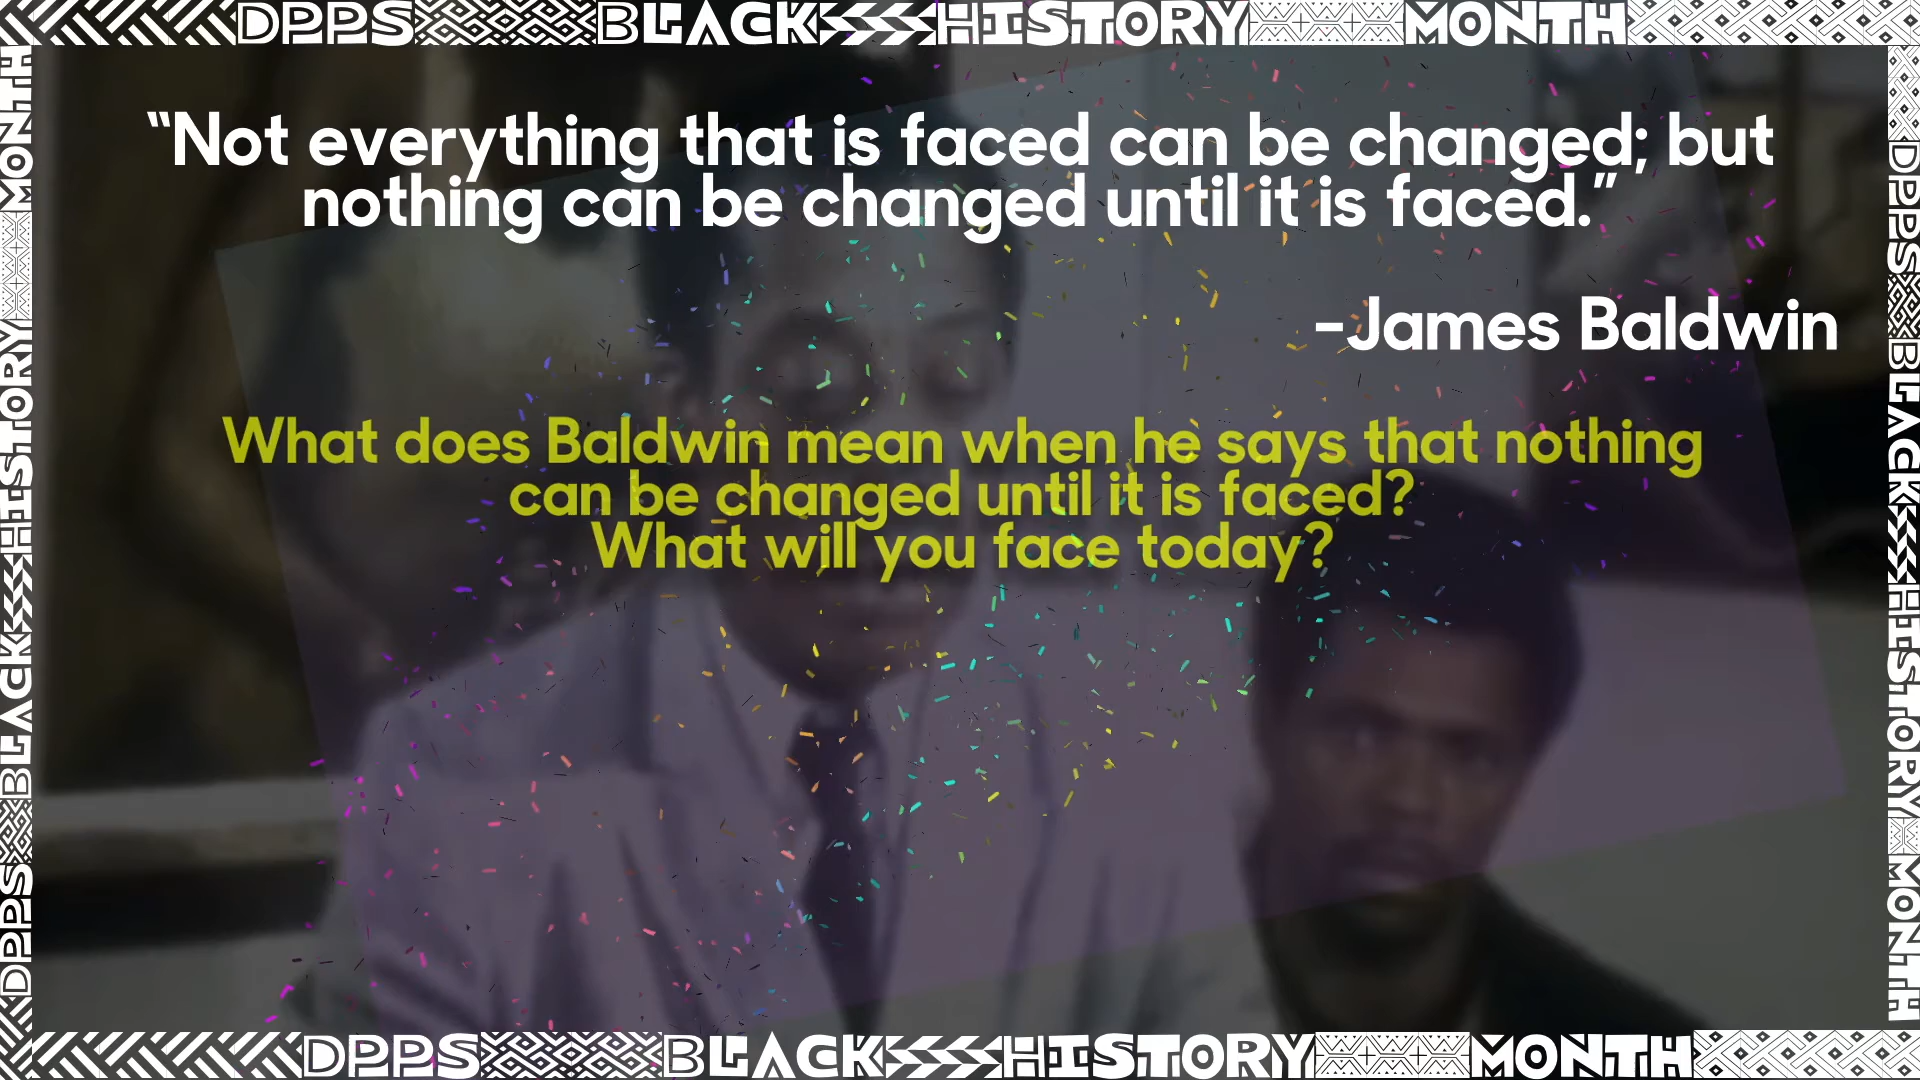 DPPS BLACK HISTORY MONTH
“Not everything that is faced can be changed; but
nothing can be changed until it is faced.”
-James Baldwin
What does Baldwin mean when he says that nothing
can be changed until it is faced?
What will you face today?
DPPS BLACK HISTORY MONTH
DPPS BLACK HISTORY MONTH
DPPS BLACK HISTORY MONTH